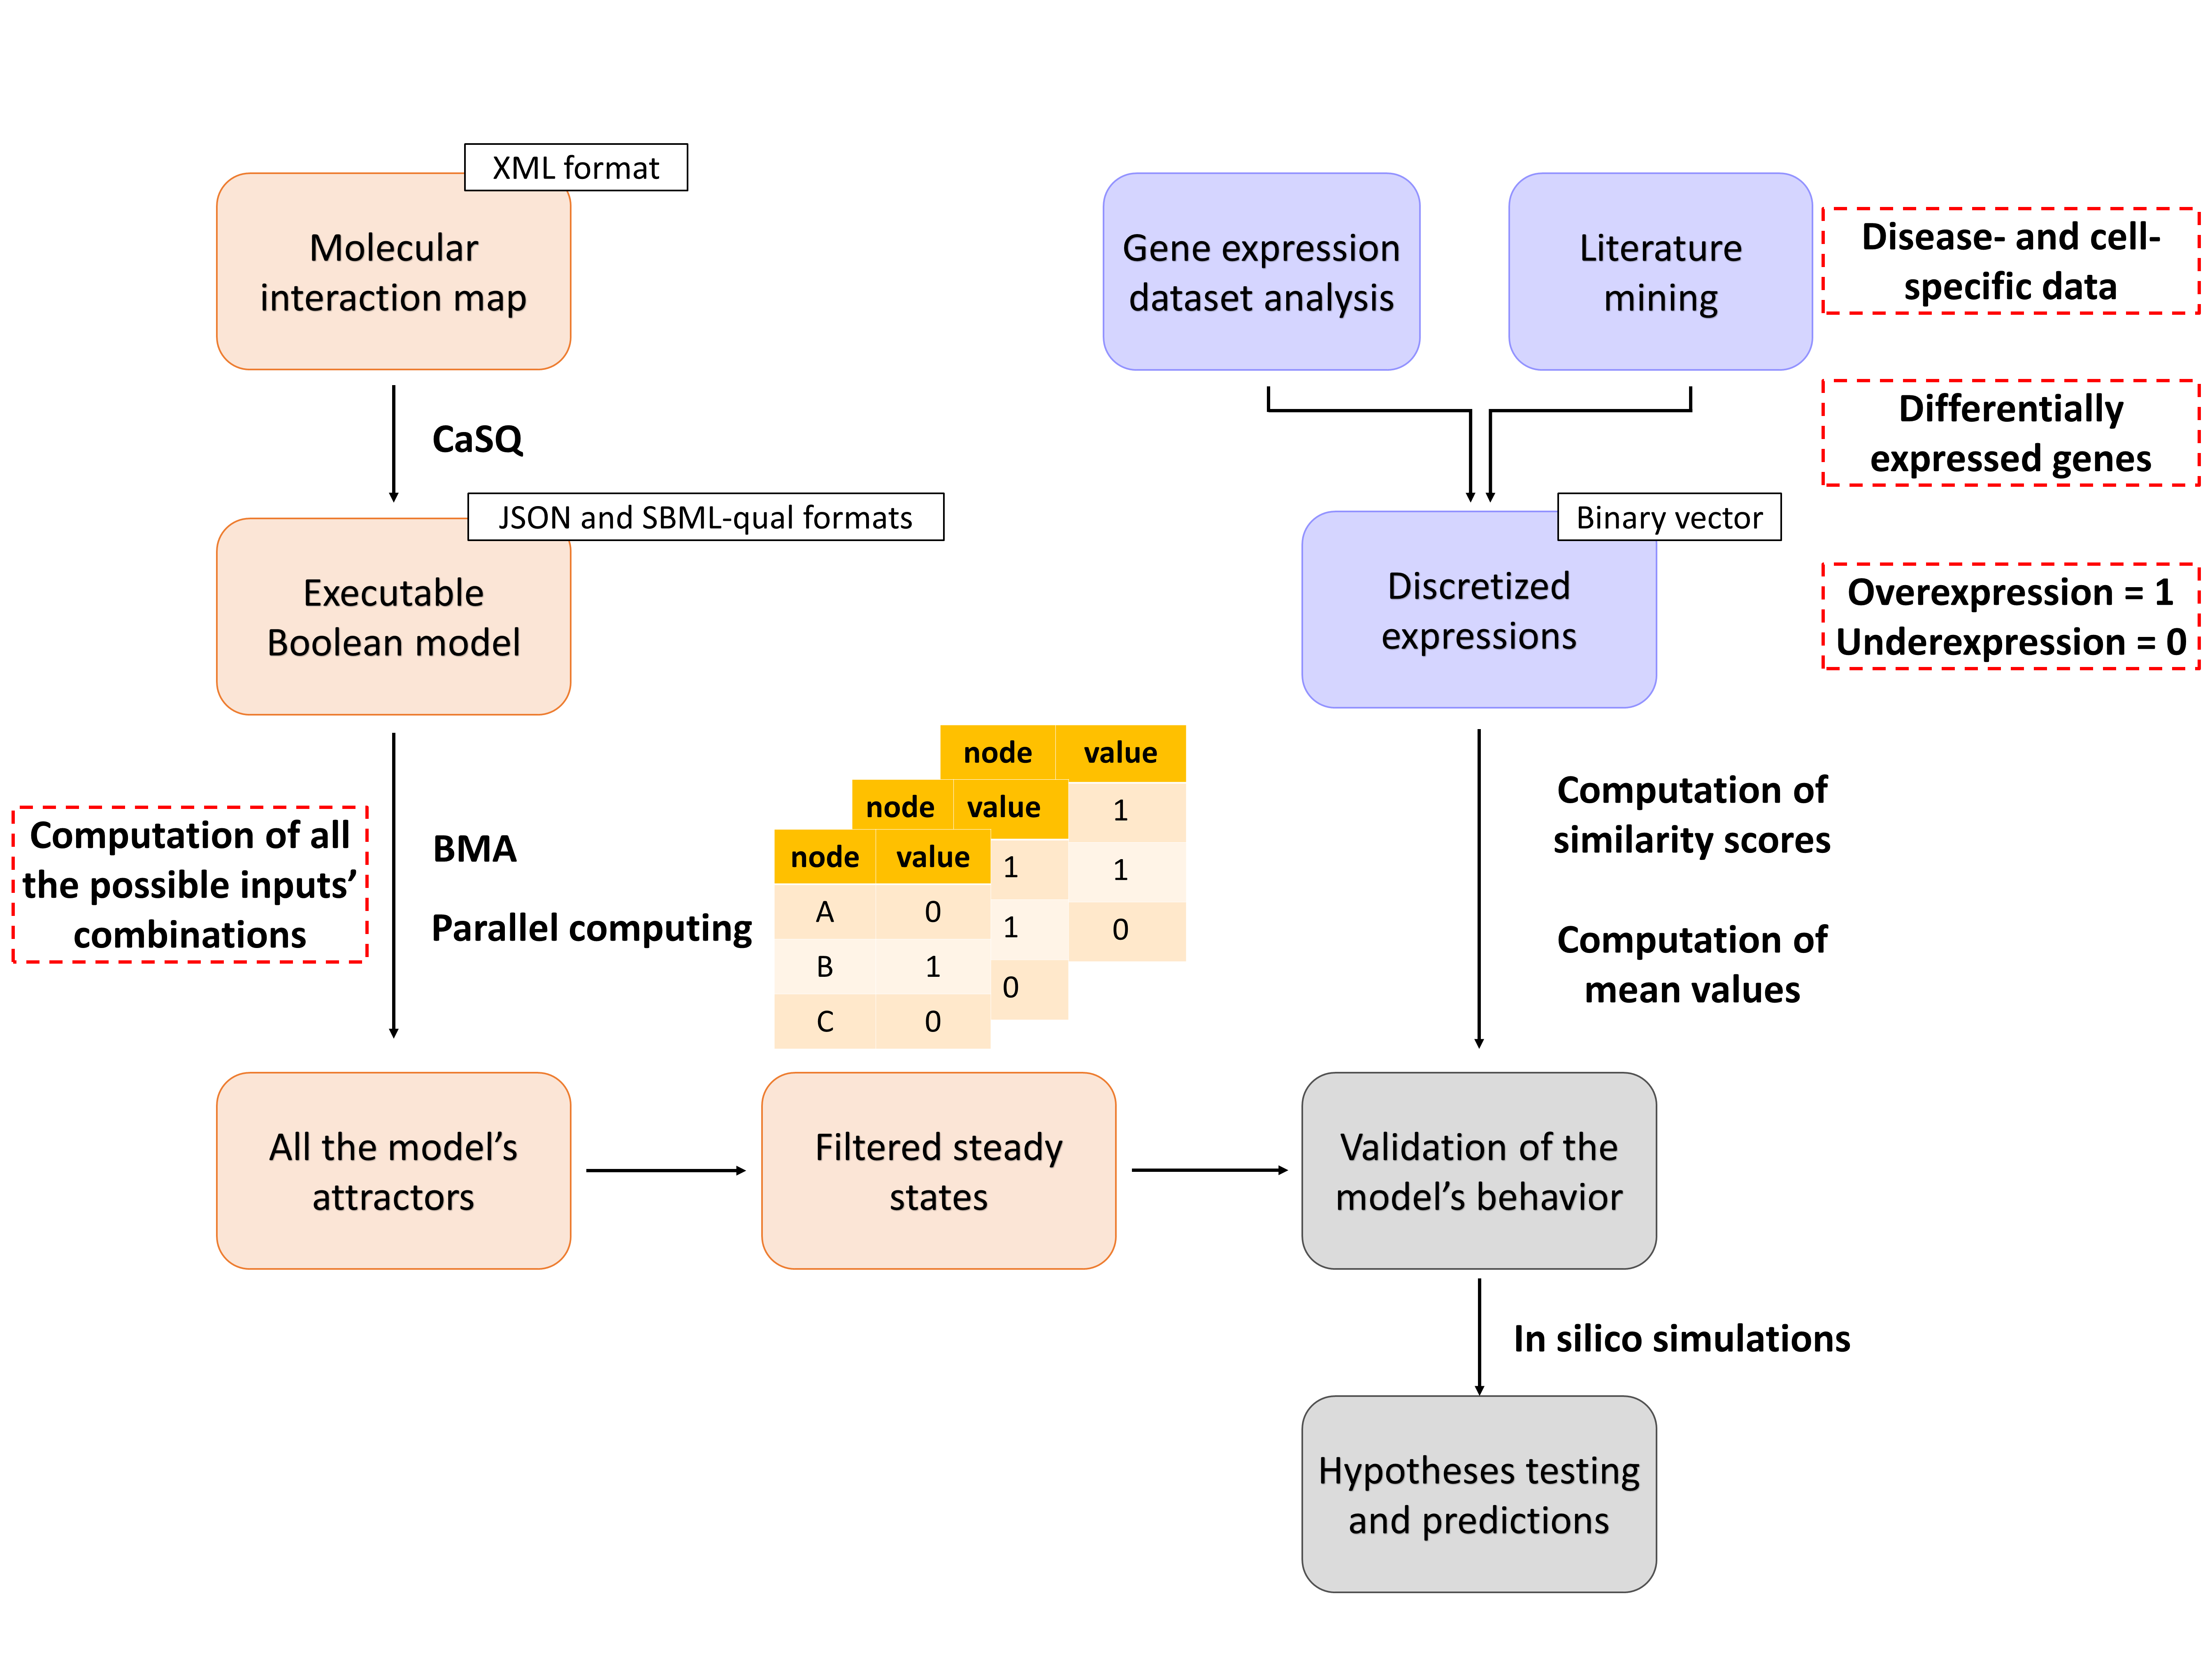 XML format
Molecular
interaction map
CaSQ
JSON and SBML-qual formats
Executable
Boolean model
Computation of all
the possible inputs’
combinations
BMA
Parallel computing
node value
1
1
0
node value
1
1
0
node value
A 0
B 1
C 0
All the model’s
attractors
Filtered steady
states
Gene expression
dataset analysis
Literature
mining
Disease- and cell-
specific data
Differentially
expressed genes
Binary vector
Discretized
expressions
Overexpression = 1
Underexpression = 0
Computation of
similarity scores
Computation of
mean values
Validation of the
model’s behavior
In silico simulations
Hypotheses testing
and predictions